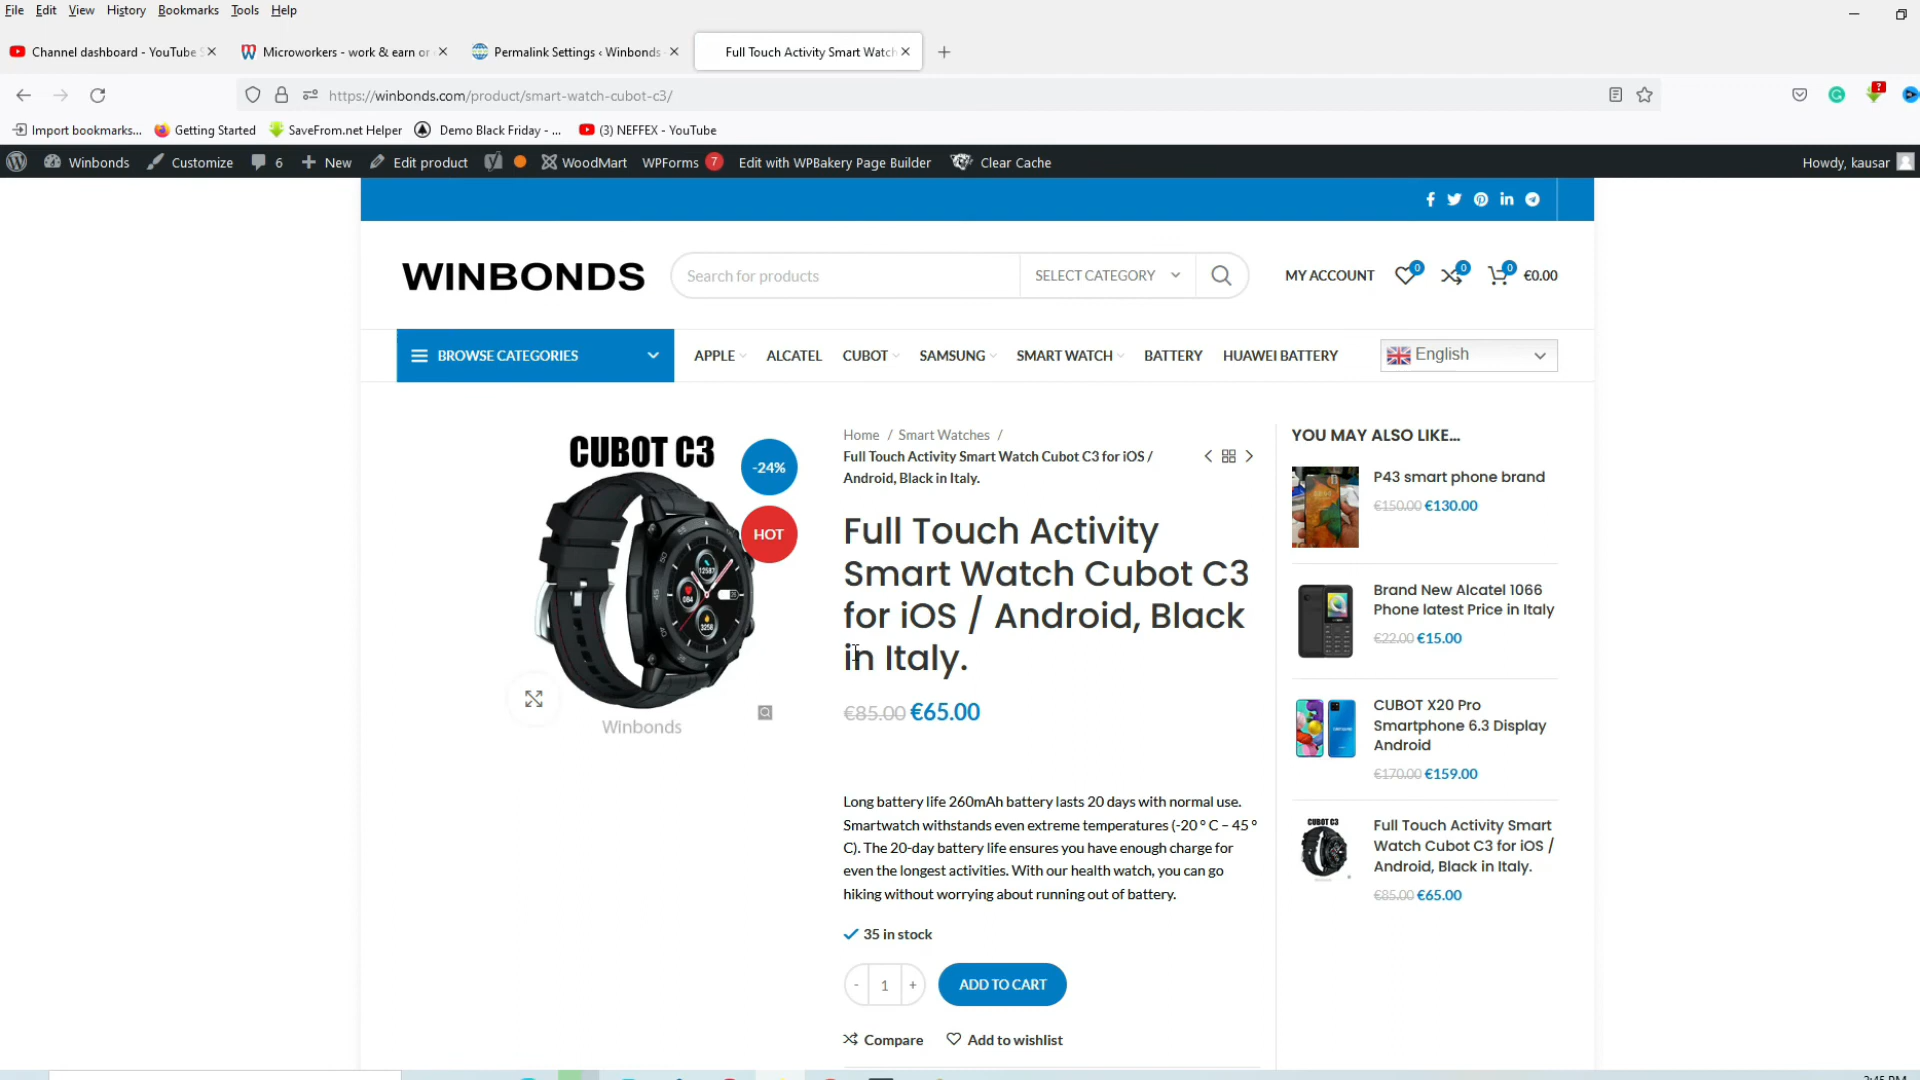 File Edit View History Bookmarks Tools Help
Channel dashboard - YouTube S
Microworkers - work & earn or
Permalink Settings ‹ Winbonds
Full Touch Activity Smart Watch
https://winbonds.com/product/smart-watch-cubot-c3/
Import bookmarks... Getting Started SaveFrom.net Helper Demo Black Friday - ... (3) NEFFEX - YouTube
Winbonds Customize 6 New Edit product WoodMart WPForms 7 Edit with WPBakery Page Builder Clear Cache Howdy, kausar
WINBONDS
Search for products
SELECT CATEGORY
MY ACCOUNT 0 0 0 €0.00
BROWSE CATEGORIES
APPLE ALCATEL CUBOT SAMSUNG SMART WATCH BATTERY HUAWEI BATTERY
English
CUBOT C3
-24%
HOT
Winbonds
Home / Smart Watches /
Full Touch Activity Smart Watch Cubot C3 for iOS /
Android, Black in Italy.
Full Touch Activity
Smart Watch Cubot C3
for iOS / Android, Black
in Italy.
€85.00 €65.00
Long battery life 260mAh battery lasts 20 days with normal use.
Smartwatch withstands even extreme temperatures (-20 º C – 45 º
C). The 20-day battery life ensures you have enough charge for
even the longest activities. With our health watch, you can go
hiking without worrying about running out of battery.
35 in stock
- 1 +
ADD TO CART
Compare Add to wishlist
YOU MAY ALSO LIKE...
P43 smart phone brand
€150.00 €130.00
Brand New Alcatel 1066
Phone latest Price in Italy
€22.00 €15.00
CUBOT X20 Pro
Smartphone 6.3 Display
Android
€170.00 €159.00
CUBOT C3
Full Touch Activity Smart
Watch Cubot C3 for iOS /
Android, Black in Italy.
€85.00 €65.00